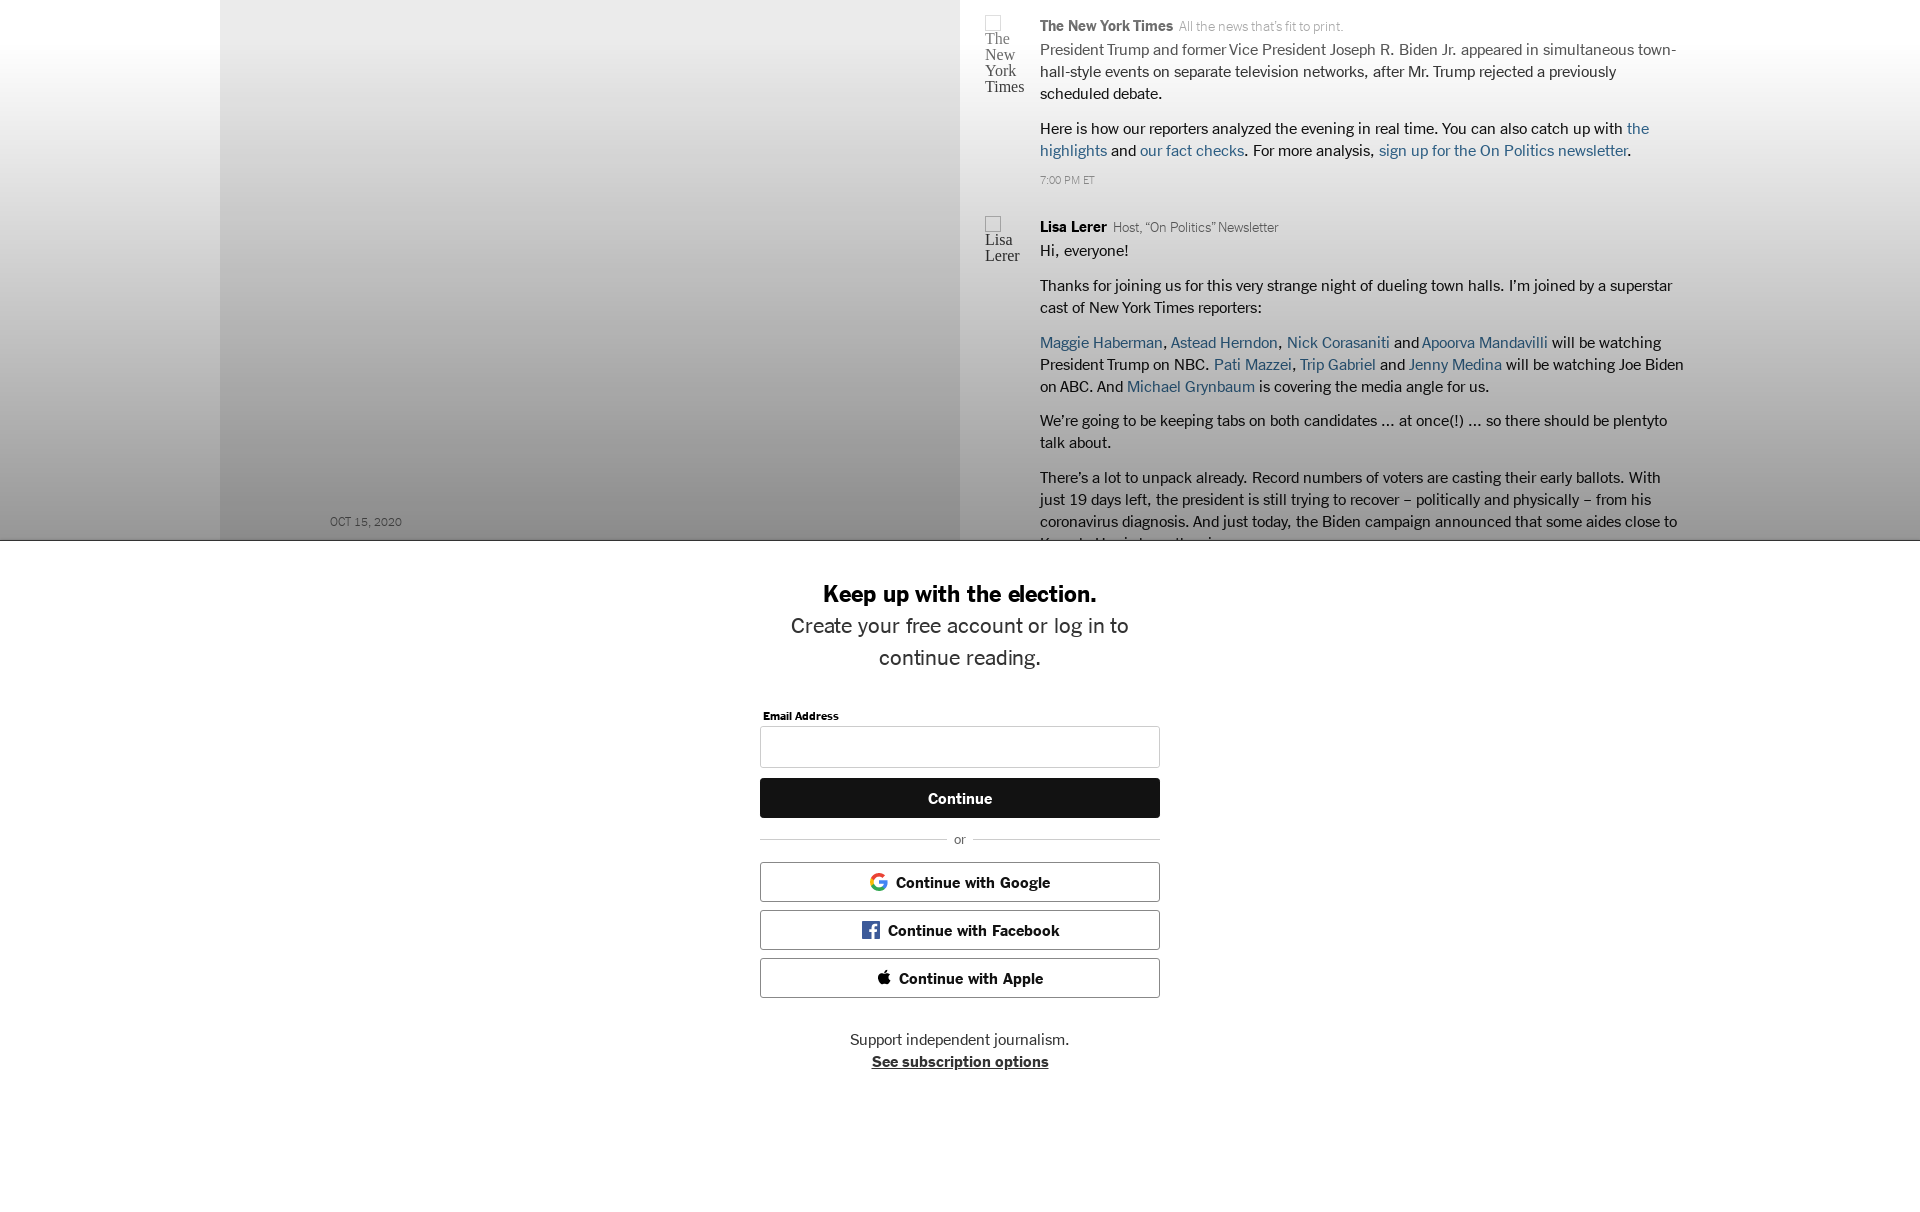 The New York Times
The New York Times All the news that's fit to print.
President Trump and former Vice President Joseph R. Biden Jr. appeared in simultaneous town-
hall-style events on separate television networks, after Mr. Trump rejected a previously
scheduled debate.
Here is how our reporters analyzed the evening in real time. You can also catch up with the
highlights and our fact checks. For more analysis, sign up for the On Politics newsletter.
7:00 PM ET
Lisa Lerer
Lisa Lerer Host, “On Politics” Newsletter
Hi, everyone!
Thanks for joining us for this very strange night of dueling town halls. I’m joined by a superstar
cast of New York Times reporters:
Maggie Haberman, Astead Herndon, Nick Corasaniti and Apoorva Mandavilli will be watching
President Trump on NBC. Pati Mazzei, Trip Gabriel and Jenny Medina will be watching Joe Biden
on ABC. And Michael Grynbaum is covering the media angle for us.
We’re going to be keeping tabs on both candidates … at once(!) … so there should be plentyto
talk about.
There’s a lot to unpack already. Record numbers of voters are casting their early ballots. With
just 19 days left, the president is still trying to recover – politically and physically – from his
coronavirus diagnosis. And just today, the Biden campaign announced that some aides close to
OCT 15, 2020
Keep up with the election.
Create your free account or log in to
continue reading.
Email Address
Continue
or
Continue with Google
Continue with Facebook
Continue with Apple
Support independent journalism.
See subscription options